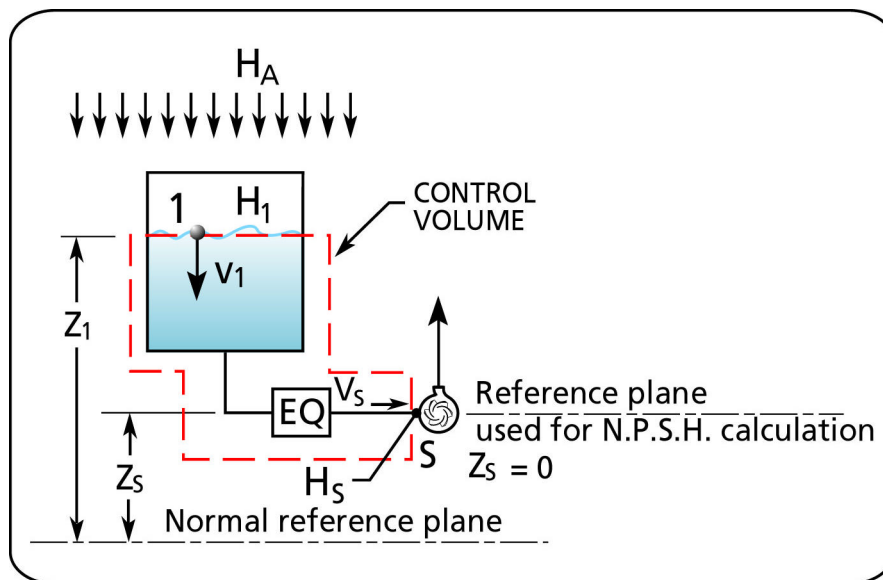 HA
1 H1
CONTROL
VOLUME
v1
Z1
VS
EQ
Reference plane
used for N.P.S.H. calculation
S
ZS = 0
ZS
HS
Normal reference plane